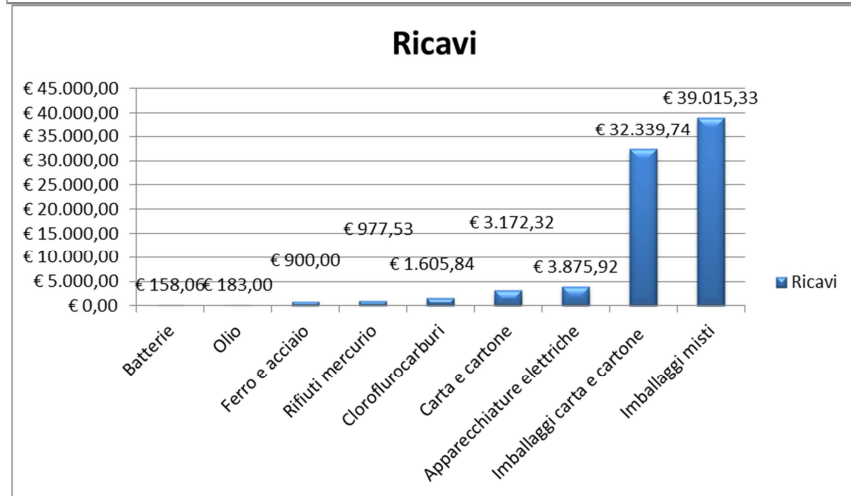 Ricavi
€ 45.000,00
€ 40.000,00
€ 35.000,00
€ 30.000,00
€ 25.000,00
€ 20.000,00
€ 15.000,00
€ 10.000,00
€ 5.000,00
€ 0,00
€ 158,06
€ 183,00
€ 900,00
€ 977,53
€ 1.605,84
€ 3.172,32
€ 3.875,92
€ 32.339,74
€ 39.015,33
Ricavi
Batterie
Olio
Ferro e acciaio
Rifiuti mercurio
Cloroflurocarburi
Carta e cartone
Apparecchiature elettriche
Imballaggi carta e cartone
Imballaggi misti